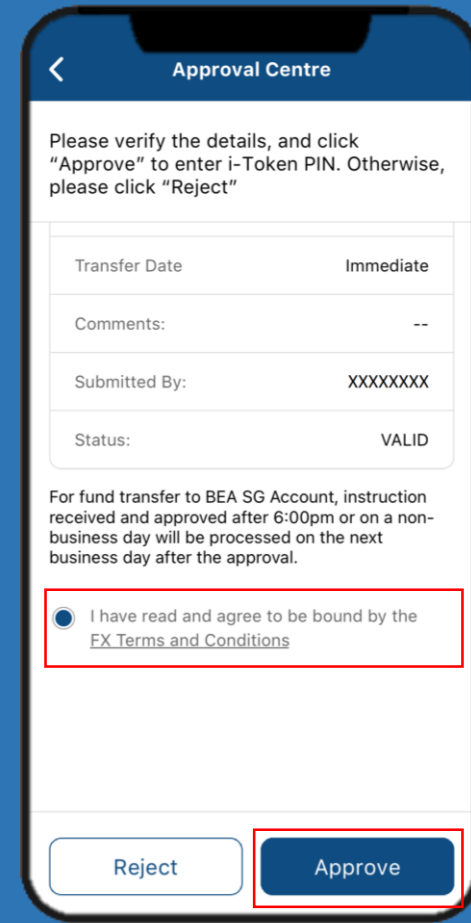 Approval Centre
Please verify the details, and click
“Approve” to enter i-Token PIN. Otherwise,
please click “Reject”
Transfer Date Immediate
Comments: --
Submitted By: XXXXXXXX
Status: VALID
For fund transfer to BEA SG Account, instruction
received and approved after 6:00pm or on a non-
business day will be processed on the next
business day after the approval.
I have read and agree to be bound by the
FX Terms and Conditions
Reject Approve